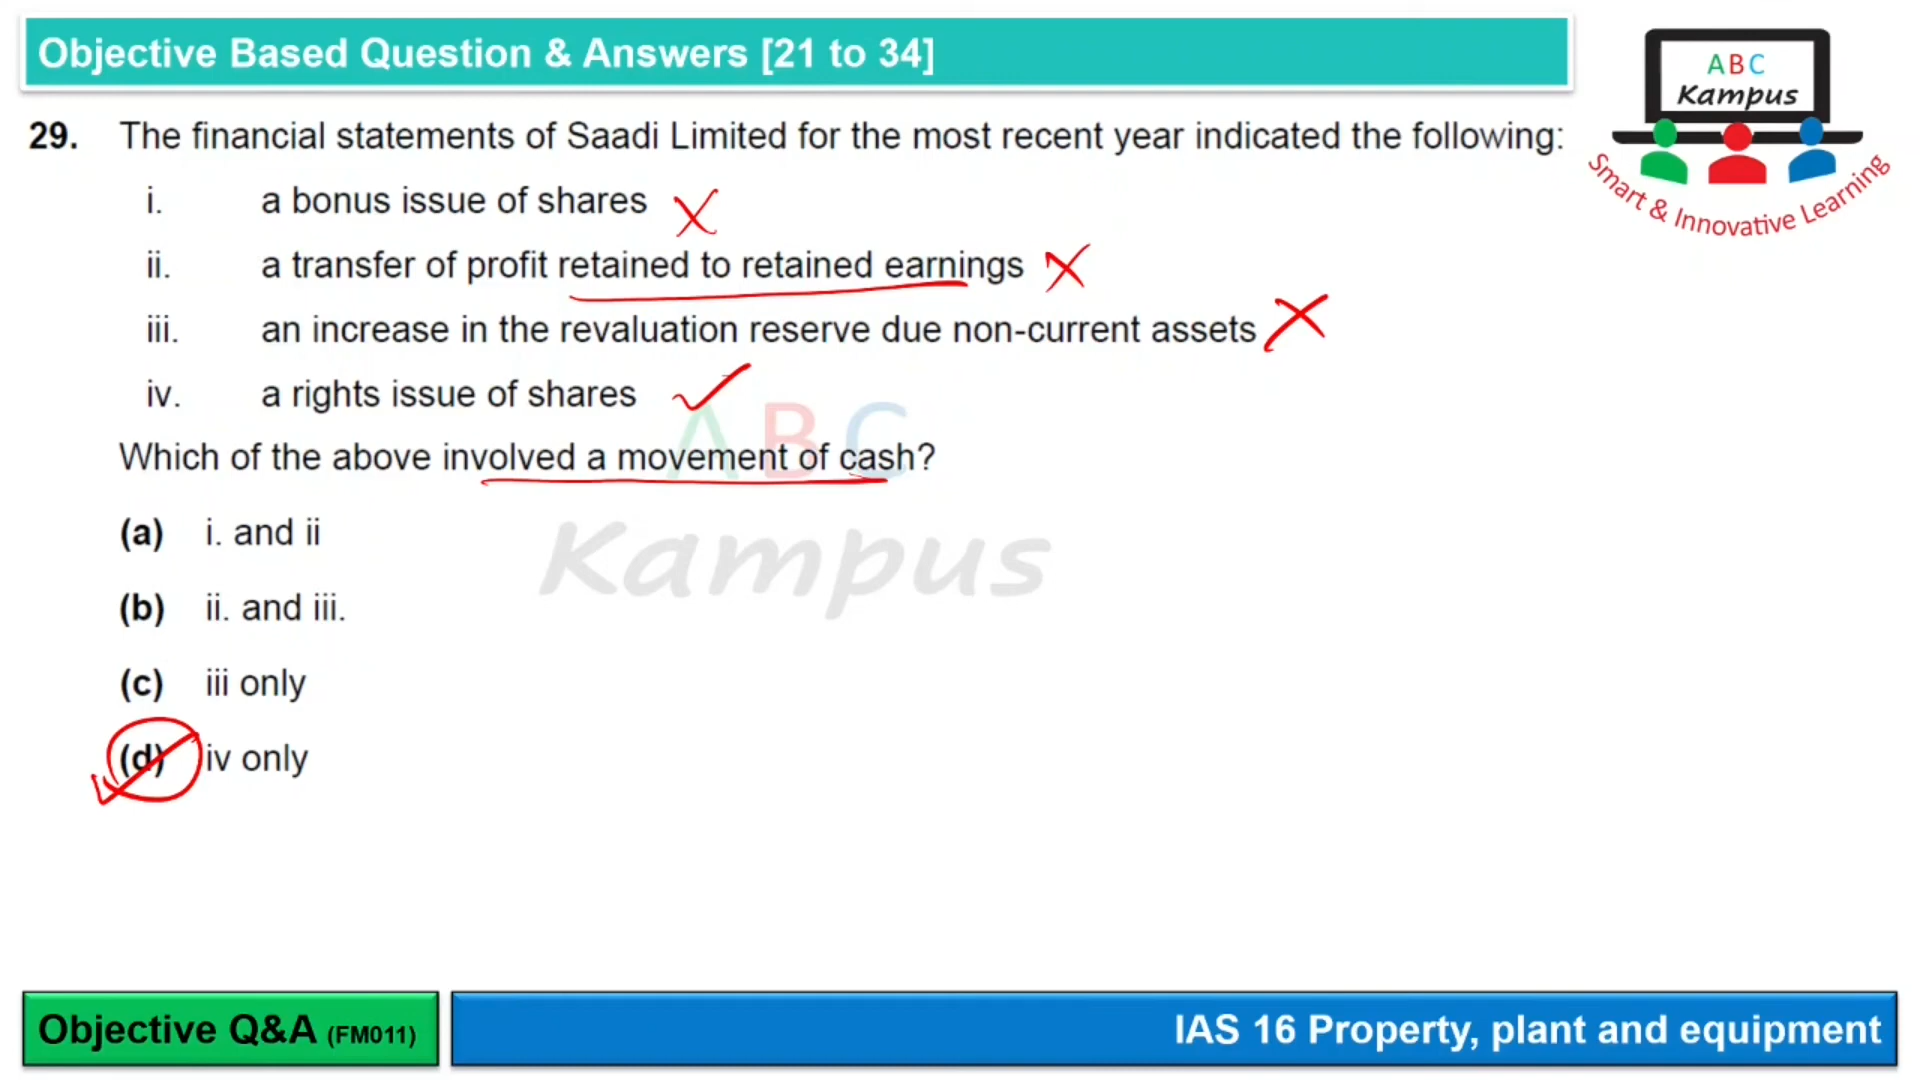 Objective Based Question & Answers [21 to 34]
ABC
Kampus
Smart & Innovative Learning
29. The financial statements of Saadi Limited for the most recent year indicated the following:
i. a bonus issue of shares
ii. a transfer of profit retained to retained earnings
iii. an increase in the revaluation reserve due non-current assets
iv. a rights issue of shares
Which of the above involved a movement of cash?
(a) i. and ii
(b) ii. and iii.
(c) iii only
(d) iv only
ABC
Kampus
Objective Q&A (FM011)
IAS 16 Property, plant and equipment